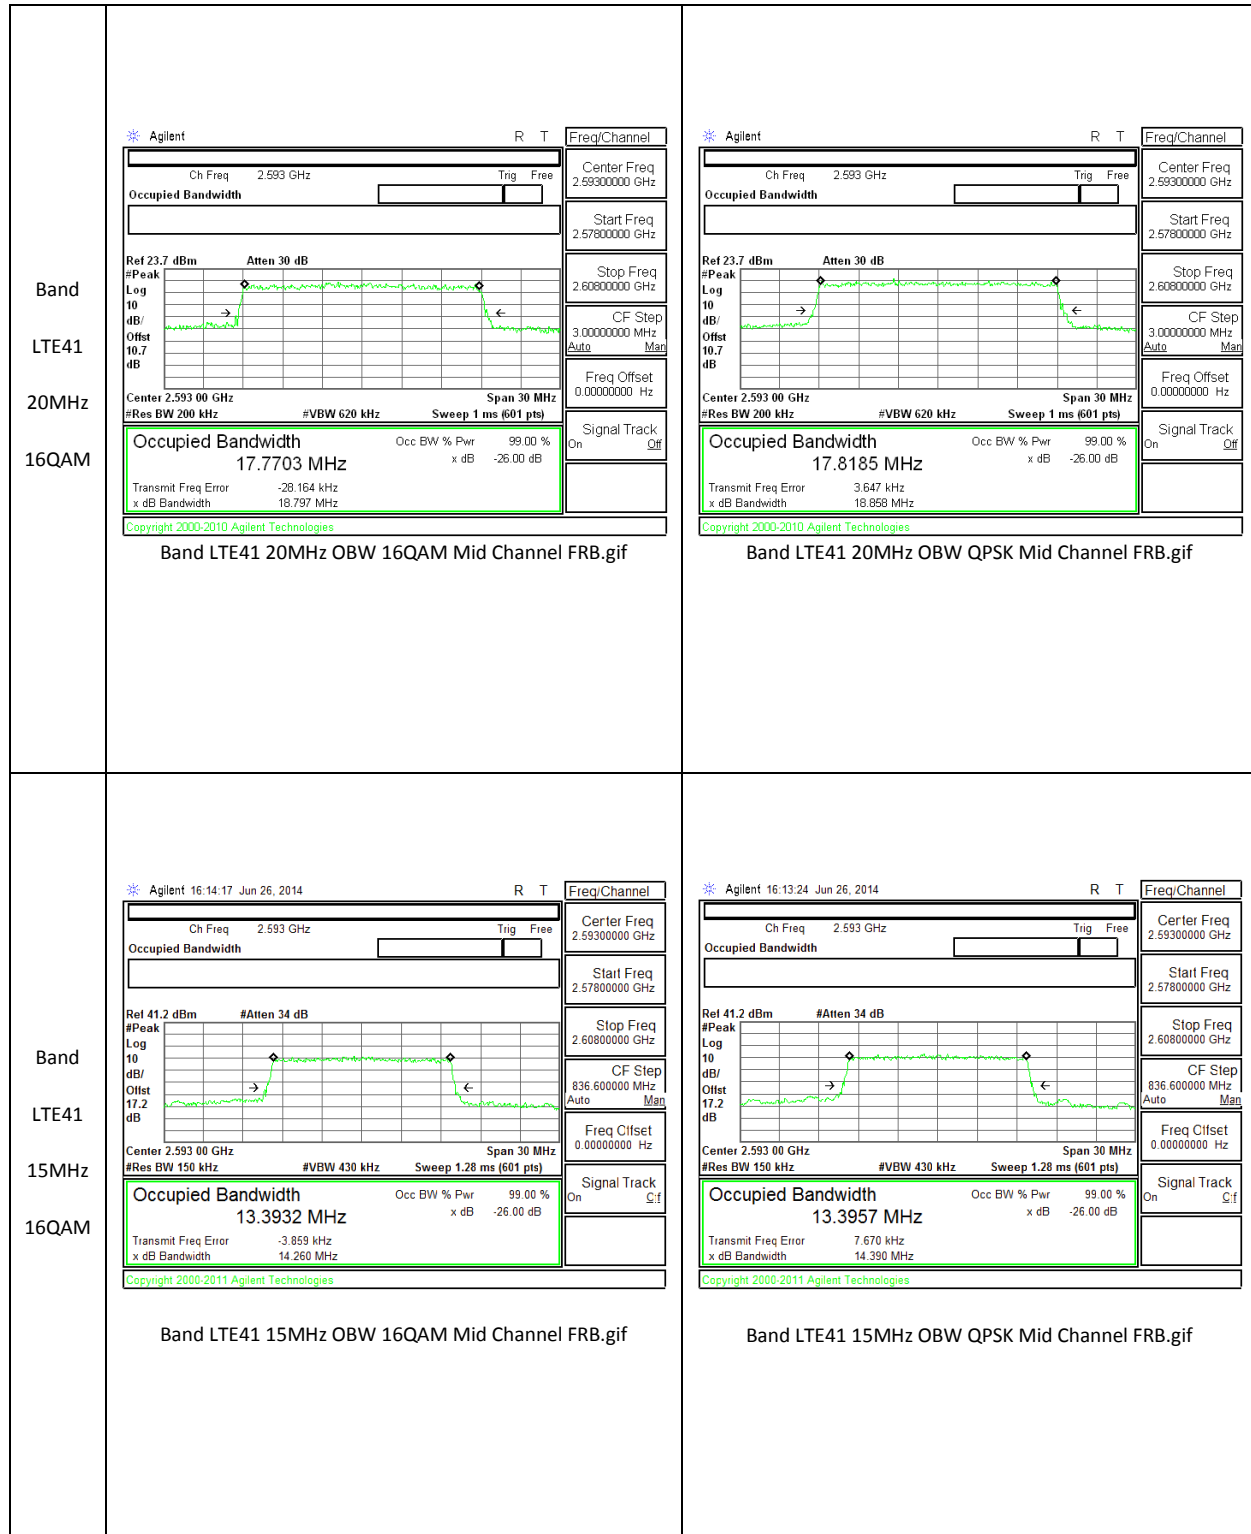 Band
LTE41
20MHz
16QAM
Agilent R T
Freq/Channel
Ch Freq 2.593 GHz Trig Free
Occupied Bandwidth
Center Freq
2.59300000 GHz
Start Freq
2.57800000 GHz
Stop Freq
2.60800000 GHz
CF Step
3.00000000 MHz
Auto Man
Freq Offset
0.00000000 Hz
Signal Track
On Off
Ref 23.7 dBm Atten 30 dB
#Peak
Log
10
dB/
Offst
10.7
dB
Center 2.593 00 GHz Span 30 MHz
#Res BW 200 kHz #VBW 620 kHz Sweep 1 ms (601 pts)
Occupied Bandwidth Occ BW % Pwr 99.00 %
17.7703 MHz x dB -26.00 dB
Transmit Freq Error -28.164 kHz
x dB Bandwidth 18.797 MHz
Copyright 2000-2010 Agilent Technologies
Band LTE41 20MHz OBW 16QAM Mid Channel FRB.gif
Agilent R T
Freq/Channel
Ch Freq 2.593 GHz Trig Free
Occupied Bandwidth
Center Freq
2.59300000 GHz
Start Freq
2.57800000 GHz
Stop Freq
2.60800000 GHz
CF Step
3.00000000 MHz
Auto Man
Freq Offset
0.00000000 Hz
Signal Track
On Off
Ref 23.7 dBm Atten 30 dB
#Peak
Log
10
dB/
Offst
10.7
dB
Center 2.593 00 GHz Span 30 MHz
#Res BW 200 kHz #VBW 620 kHz Sweep 1 ms (601 pts)
Occupied Bandwidth Occ BW % Pwr 99.00 %
17.8185 MHz x dB -26.00 dB
Transmit Freq Error 3.647 kHz
x dB Bandwidth 18.858 MHz
Copyright 2000-2010 Agilent Technologies
Band LTE41 20MHz OBW QPSK Mid Channel FRB.gif
Band
LTE41
15MHz
16QAM
Agilent 16:14:17 Jun 26, 2014 R T
Freq/Channel
Ch Freq 2.593 GHz Trig Free
Occupied Bandwidth
Center Freq
2.59300000 GHz
Start Freq
2.57800000 GHz
Stop Freq
2.60800000 GHz
CF Step
836.600000 MHz
Auto Man
Freq Offset
0.00000000 Hz
Signal Track
On Off
Ref 41.2 dBm #Atten 34 dB
#Peak
Log
10
dB/
Offst
17.2
dB
Center 2.593 00 GHz Span 30 MHz
#Res BW 150 kHz #VBW 430 kHz Sweep 1.28 ms (601 pts)
Occupied Bandwidth Occ BW % Pwr 99.00 %
13.3932 MHz x dB -26.00 dB
Transmit Freq Error -3.859 kHz
x dB Bandwidth 14.260 MHz
Copyright 2000-2011 Agilent Technologies
Band LTE41 15MHz OBW 16QAM Mid Channel FRB.gif
Agilent 16:13:24 Jun 26, 2014 R T
Freq/Channel
Ch Freq 2.593 GHz Trig Free
Occupied Bandwidth
Center Freq
2.59300000 GHz
Start Freq
2.57800000 GHz
Stop Freq
2.60800000 GHz
CF Step
836.600000 MHz
Auto Man
Freq Offset
0.00000000 Hz
Signal Track
On Off
Ref 41.2 dBm #Atten 34 dB
#Peak
Log
10
dB/
Offst
17.2
dB
Center 2.593 00 GHz Span 30 MHz
#Res BW 150 kHz #VBW 430 kHz Sweep 1.28 ms (601 pts)
Occupied Bandwidth Occ BW % Pwr 99.00 %
13.3957 MHz x dB -26.00 dB
Transmit Freq Error 7.670 kHz
x dB Bandwidth 14.390 MHz
Copyright 2000-2011 Agilent Technologies
Band LTE41 15MHz OBW QPSK Mid Channel FRB.gif